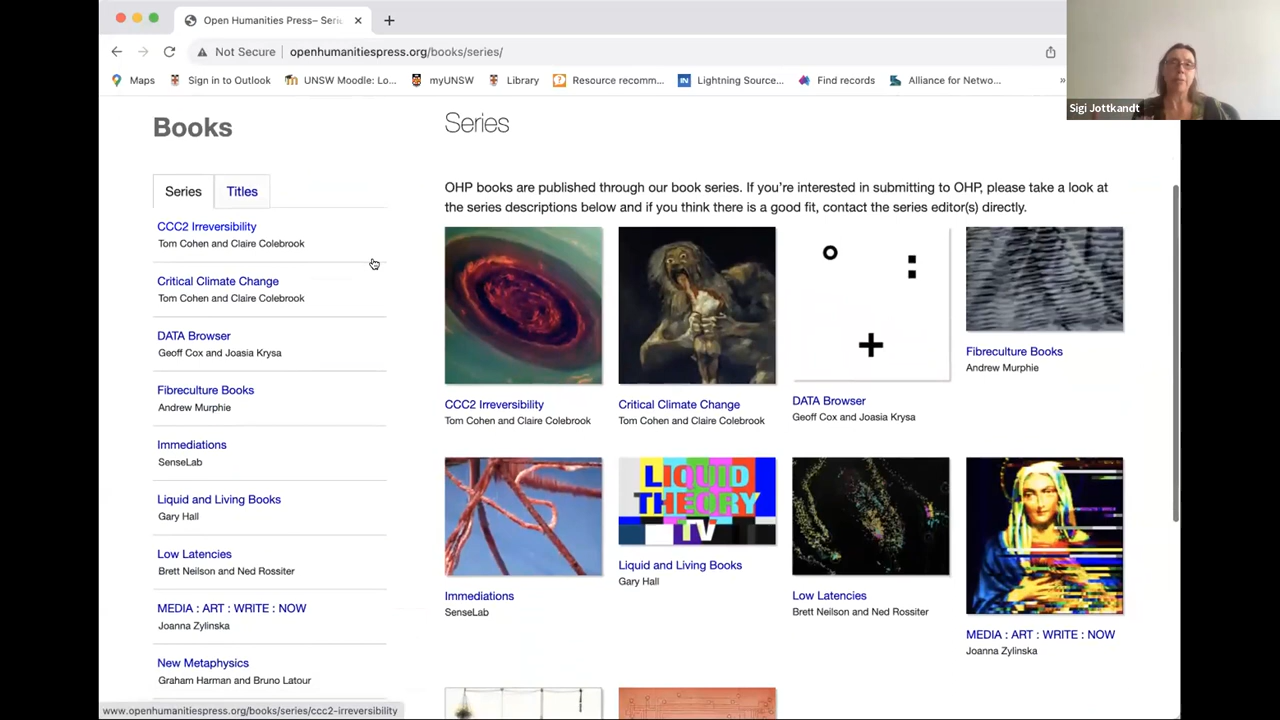 Open Humanities Press– Seri
Not Secure
openhumanitiespress.org/books/series/
Maps
Sign in to Outlook
UNSW Moodle: Lo...
myUNSW
Library
Resource recomm...
Lightning Source...
Find records
Alliance for Netwo...
»
Sigi Jottkandt
Books
Series
Titles
CCC2 Irreversibility
Tom Cohen and Claire Colebrook
Critical Climate Change
Tom Cohen and Claire Colebrook
DATA Browser
Geoff Cox and Joasia Krysa
Fibreculture Books
Andrew Murphie
Immediations
SenseLab
Liquid and Living Books
Gary Hall
Low Latencies
Brett Neilson and Ned Rossiter
MEDIA : ART : WRITE : NOW
Joanna Zylinska
New Metaphysics
Graham Harman and Bruno Latour
Series
OHP books are published through our book series. If you're interested in submitting to OHP, please take a look at
the series descriptions below and if you think there is a good fit, contact the series editor(s) directly.
CCC2 Irreversibility
Tom Cohen and Claire Colebrook
Critical Climate Change
Tom Cohen and Claire Colebrook
DATA Browser
Geoff Cox and Joasia Krysa
Fibreculture Books
Andrew Murphie
Immediations
SenseLab
LIQUID
THEORY
TV
Liquid and Living Books
Gary Hall
Low Latencies
Brett Neilson and Ned Rossiter
MEDIA : ART : WRITE : NOW
Joanna Zylinska
www.openhumanitiespress.org/books/series/ccc2-irreversibility